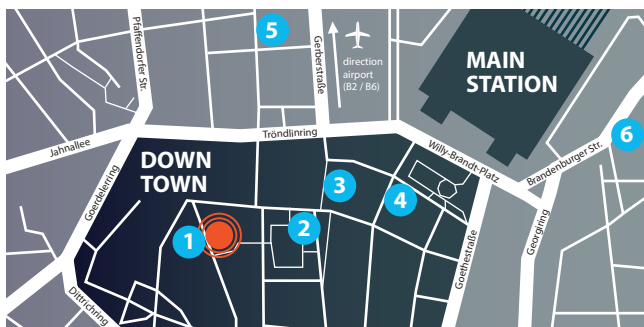 5
Pfaffendorfer Str.
Gerberstraße
direction
airport
(B2 / B6)
MAIN
STATION
6
Jahnallee
Tröndlinring
Willy-Brandt-Platz
Brandenburger Str.
DOWN
TOWN
Goerdelerring
3
4
1
2
Goethestraße
Georgiring
Dittrichring